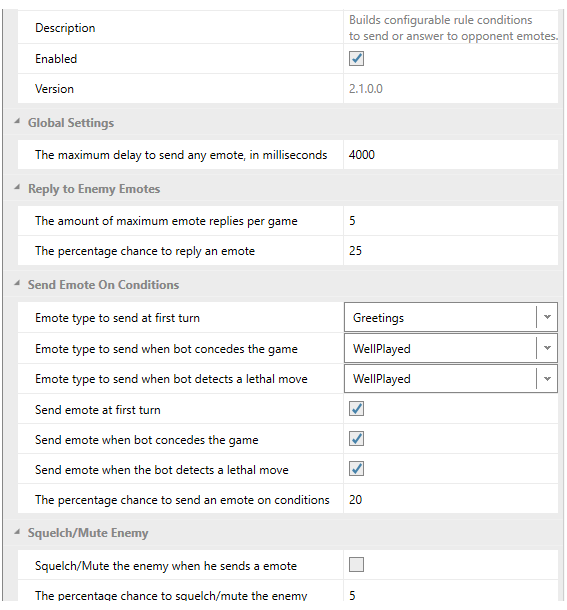 Description
Builds configurable rule conditions
to send or answer to opponent emotes.
Enabled
Version 2.1.0.0
Global Settings
The maximum delay to send any emote, in milliseconds 4000
Reply to Enemy Emotes
The amount of maximum emote replies per game 5
The percentage chance to reply an emote 25
Send Emote On Conditions
Emote type to send at first turn Greetings
Emote type to send when bot concedes the game WellPlayed
Emote type to send when bot detects a lethal move WellPlayed
Send emote at first turn
Send emote when bot concedes the game
Send emote when the bot detects a lethal move
The percentage chance to send an emote on conditions 20
Squelch/Mute Enemy
Squelch/Mute the enemy when he sends a emote
The percentage chance to squelch/mute the enemy 5